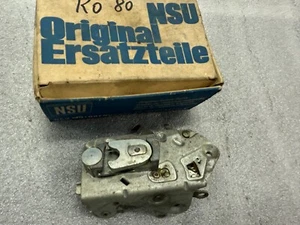 Ro 80
NSU
Original
Ersatzteile
NSU